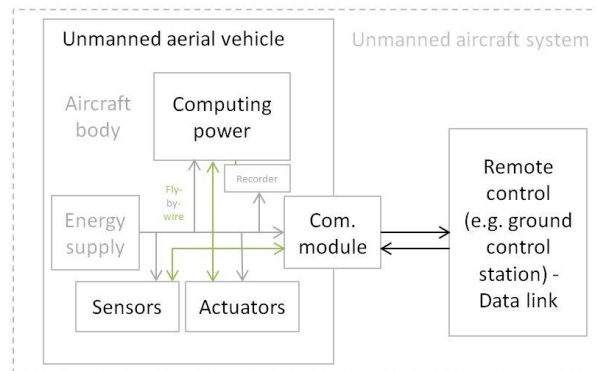 Unmanned aerial vehicle
Unmanned aircraft system
Aircraft
body
Computing
power
Fly-
by-
wire
Recorder
Energy
supply
Com.
module
Sensors
Actuators
Remote
control
(e.g. ground
control
station) -
Data link